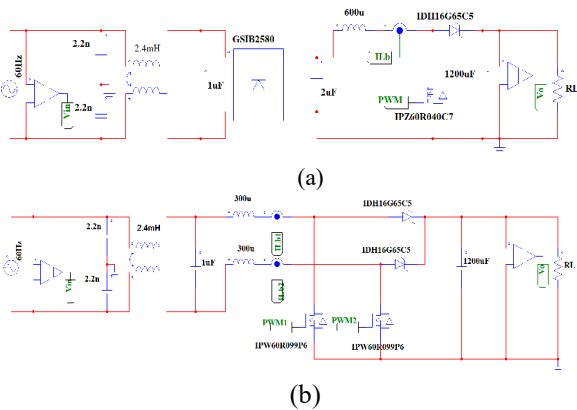 600u
IDH16G65C5
GSIB2580
2.2n
2.4mH
ILb
60Hz
1uF
2uF
1200uF
Vin
PWM
Vo
RL
2.2n
IPZ60R040C7
(a)
300u
IDH16G65C5
2.2n
2.4mH
ILb1
60Hz
300u
IDH16G65C5
1uF
1200uF
Vin
2.2n
ILb2
Vo
RL
PWM1
PWM2
IPW60R099P6
IPW60R099P6
(b)